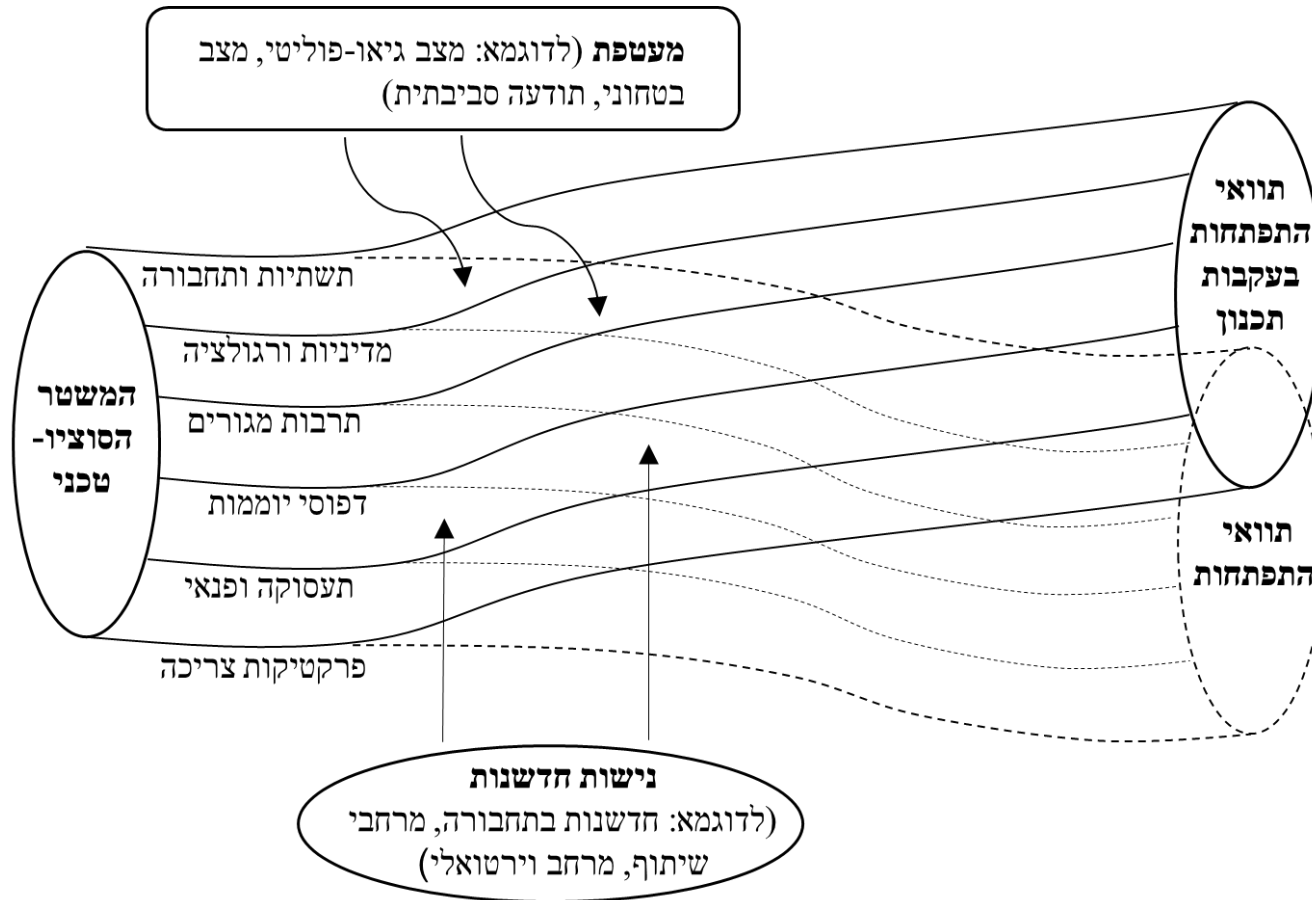 מעטפת (לדוגמא: מצב גיאו-פוליטי, מצב
בטחוני, תודעה סביבתית)
תוואי
התפתחות
בעקבות
תכנון
תשתיות ותחבורה
מדיניות ורגולציה
תרבות מגורים
דפוסי יוממות
תעסוקה ופנאי
פרקטיקות צריכה
המשטר
הסוציו-
טכני
תוואי
התפתחות
נישות חדשנות
(לדוגמא: חדשנות בתחבורה, מרחבי
שיתוף, מרחב וירטואלי)